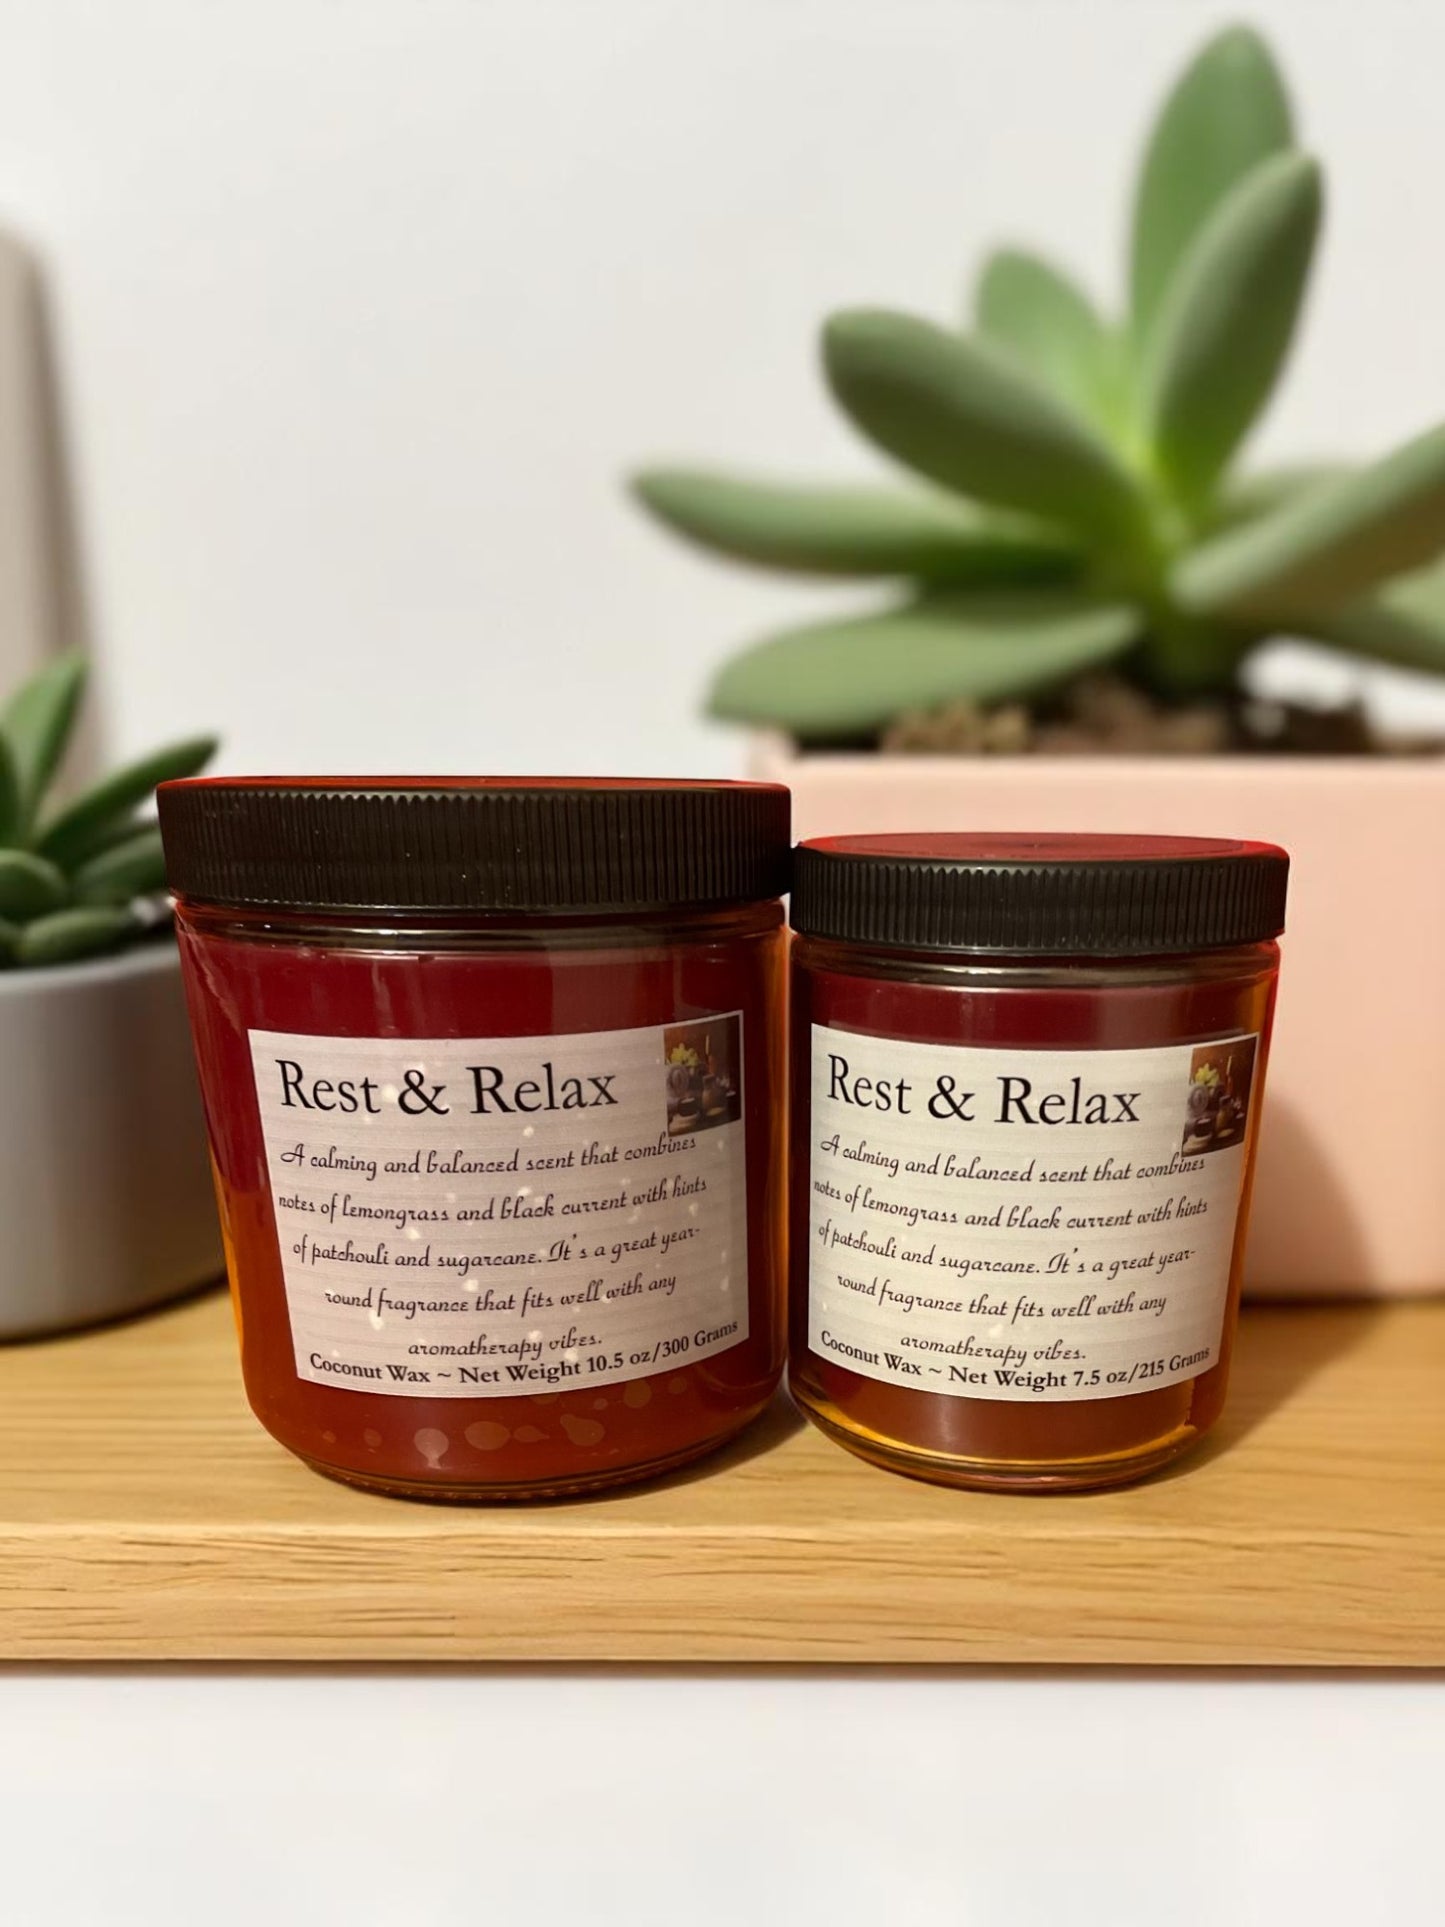 Rest & Relax
A calming and balanced scent that combines
notes of lemongrass and black current with hints
of patchouli and sugarcane. It's a great year-
round fragrance that fits well with any
aromatherapy vibes.
Coconut Wax ~ Net Weight 10.5 oz/300 Grams
Rest & Relax
A calming and balanced scent that combines
notes of lemongrass and black current with hints
of patchouli and sugarcane. It's a great year-
round fragrance that fits well with any
aromatherapy vibes.
Coconut Wax ~ Net Weight 7.5 oz/215 Grams